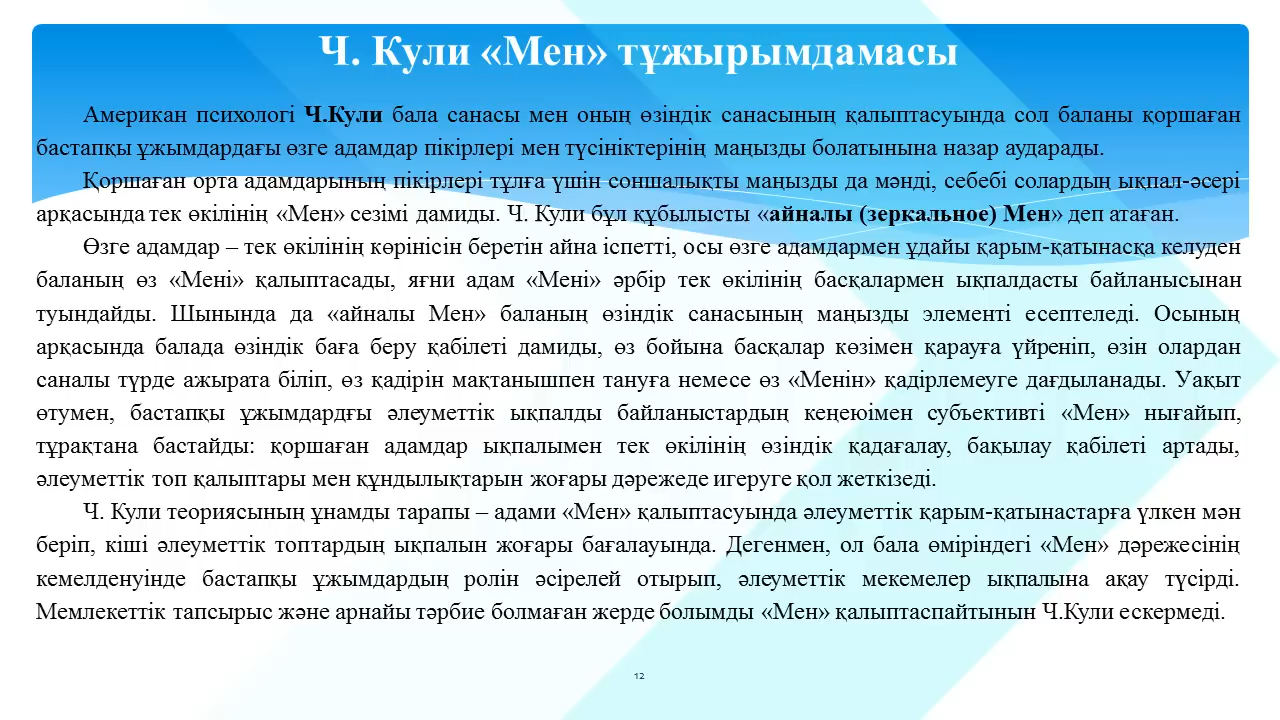 Ч. Кули «Мен» тұжырымдамасы
Американ психологі Ч.Кули бала санасы мен оның өзіндік санасының қалыптасуында сол баланы қоршаған
бастапқы ұжымдардағы өзге адамдар пікірлері мен түсініктерінің маңызды болатынына назар аударады.
Қоршаған орта адамдарының пікірлері тұлға үшін соншалықты маңызды да мәнді, себебі солардың ықпал-әсері
арқасында тек өкілінің «Мен» сезімі дамиды. Ч. Кули бұл құбылысты «айналы (зеркальное) Мен» деп атаған.
Өзге адамдар – тек өкілінің көрінісін беретін айна іспетті, осы өзге адамдармен ұдайы қарым-қатынасқа келуден
баланың өз «Мені» қалыптасады, яғни адам «Мені» әрбір тек өкілінің басқалармен ықпалдасты байланысынан
туындайды. Шынында да «айналы Мен» баланың өзіндік санасының маңызды элементі есептеледі. Осының
арқасында балада өзіндік баға беру қабілеті дамиды, өз бойына басқалар көзімен қарауға үйреніп, өзін олардан
саналы түрде ажырата біліп, өз қадірін мақтанышпен тануға немесе өз «Менін» қадірлемеуге дағдыланады. Уақыт
өтумен, бастапқы ұжымдардғы әлеуметтік ықпалды байланыстардың кеңеюімен субъективті «Мен» нығайып,
тұрақтана бастайды: қоршаған адамдар ықпалымен тек өкілінің өзіндік қадағалау, бақылау қабілеті артады,
әлеуметтік топ қалыптары мен құндылықтарын жоғары дәрежеде игеруге қол жеткізеді.
Ч. Кули теориясының ұнамды тарапы – адами «Мен» қалыптасуында әлеуметтік қарым-қатынастарға үлкен мән
беріп, кіші әлеуметтік топтардың ықпалын жоғары бағалауында. Дегенмен, ол бала өміріндегі «Мен» дәрежесінің
кемелденуінде бастапқы ұжымдардың ролін әсірелей отырып, әлеуметтік мекемелер ықпалына ақау түсірді.
Мемлекеттік тапсырыс және арнайы тәрбие болмаған жерде болымды «Мен» қалыптаспайтынын Ч.Кули ескермеді.
12